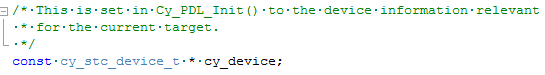 /* This is set in Cy_PDL_Init() to the device information relevant
 * for the current target.
 */
const cy_stc_device_t * cy_device;